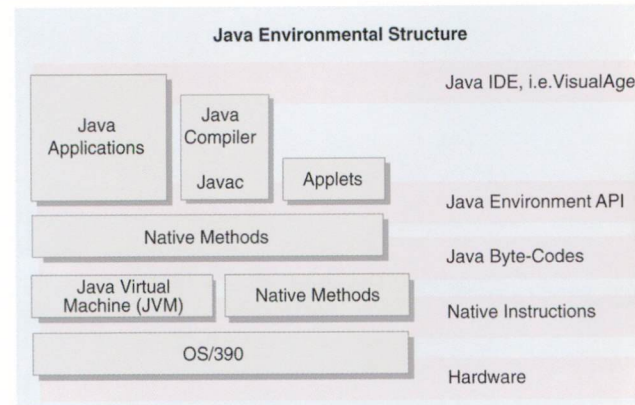 Java Environmental Structure
Java IDE, i.e.VisualAge
Java
Applications
Java
Compiler
Javac
Applets
Java Environment API
Native Methods
Java Byte-Codes
Java Virtual
Machine (JVM)
Native Methods
Native Instructions
OS/390
Hardware